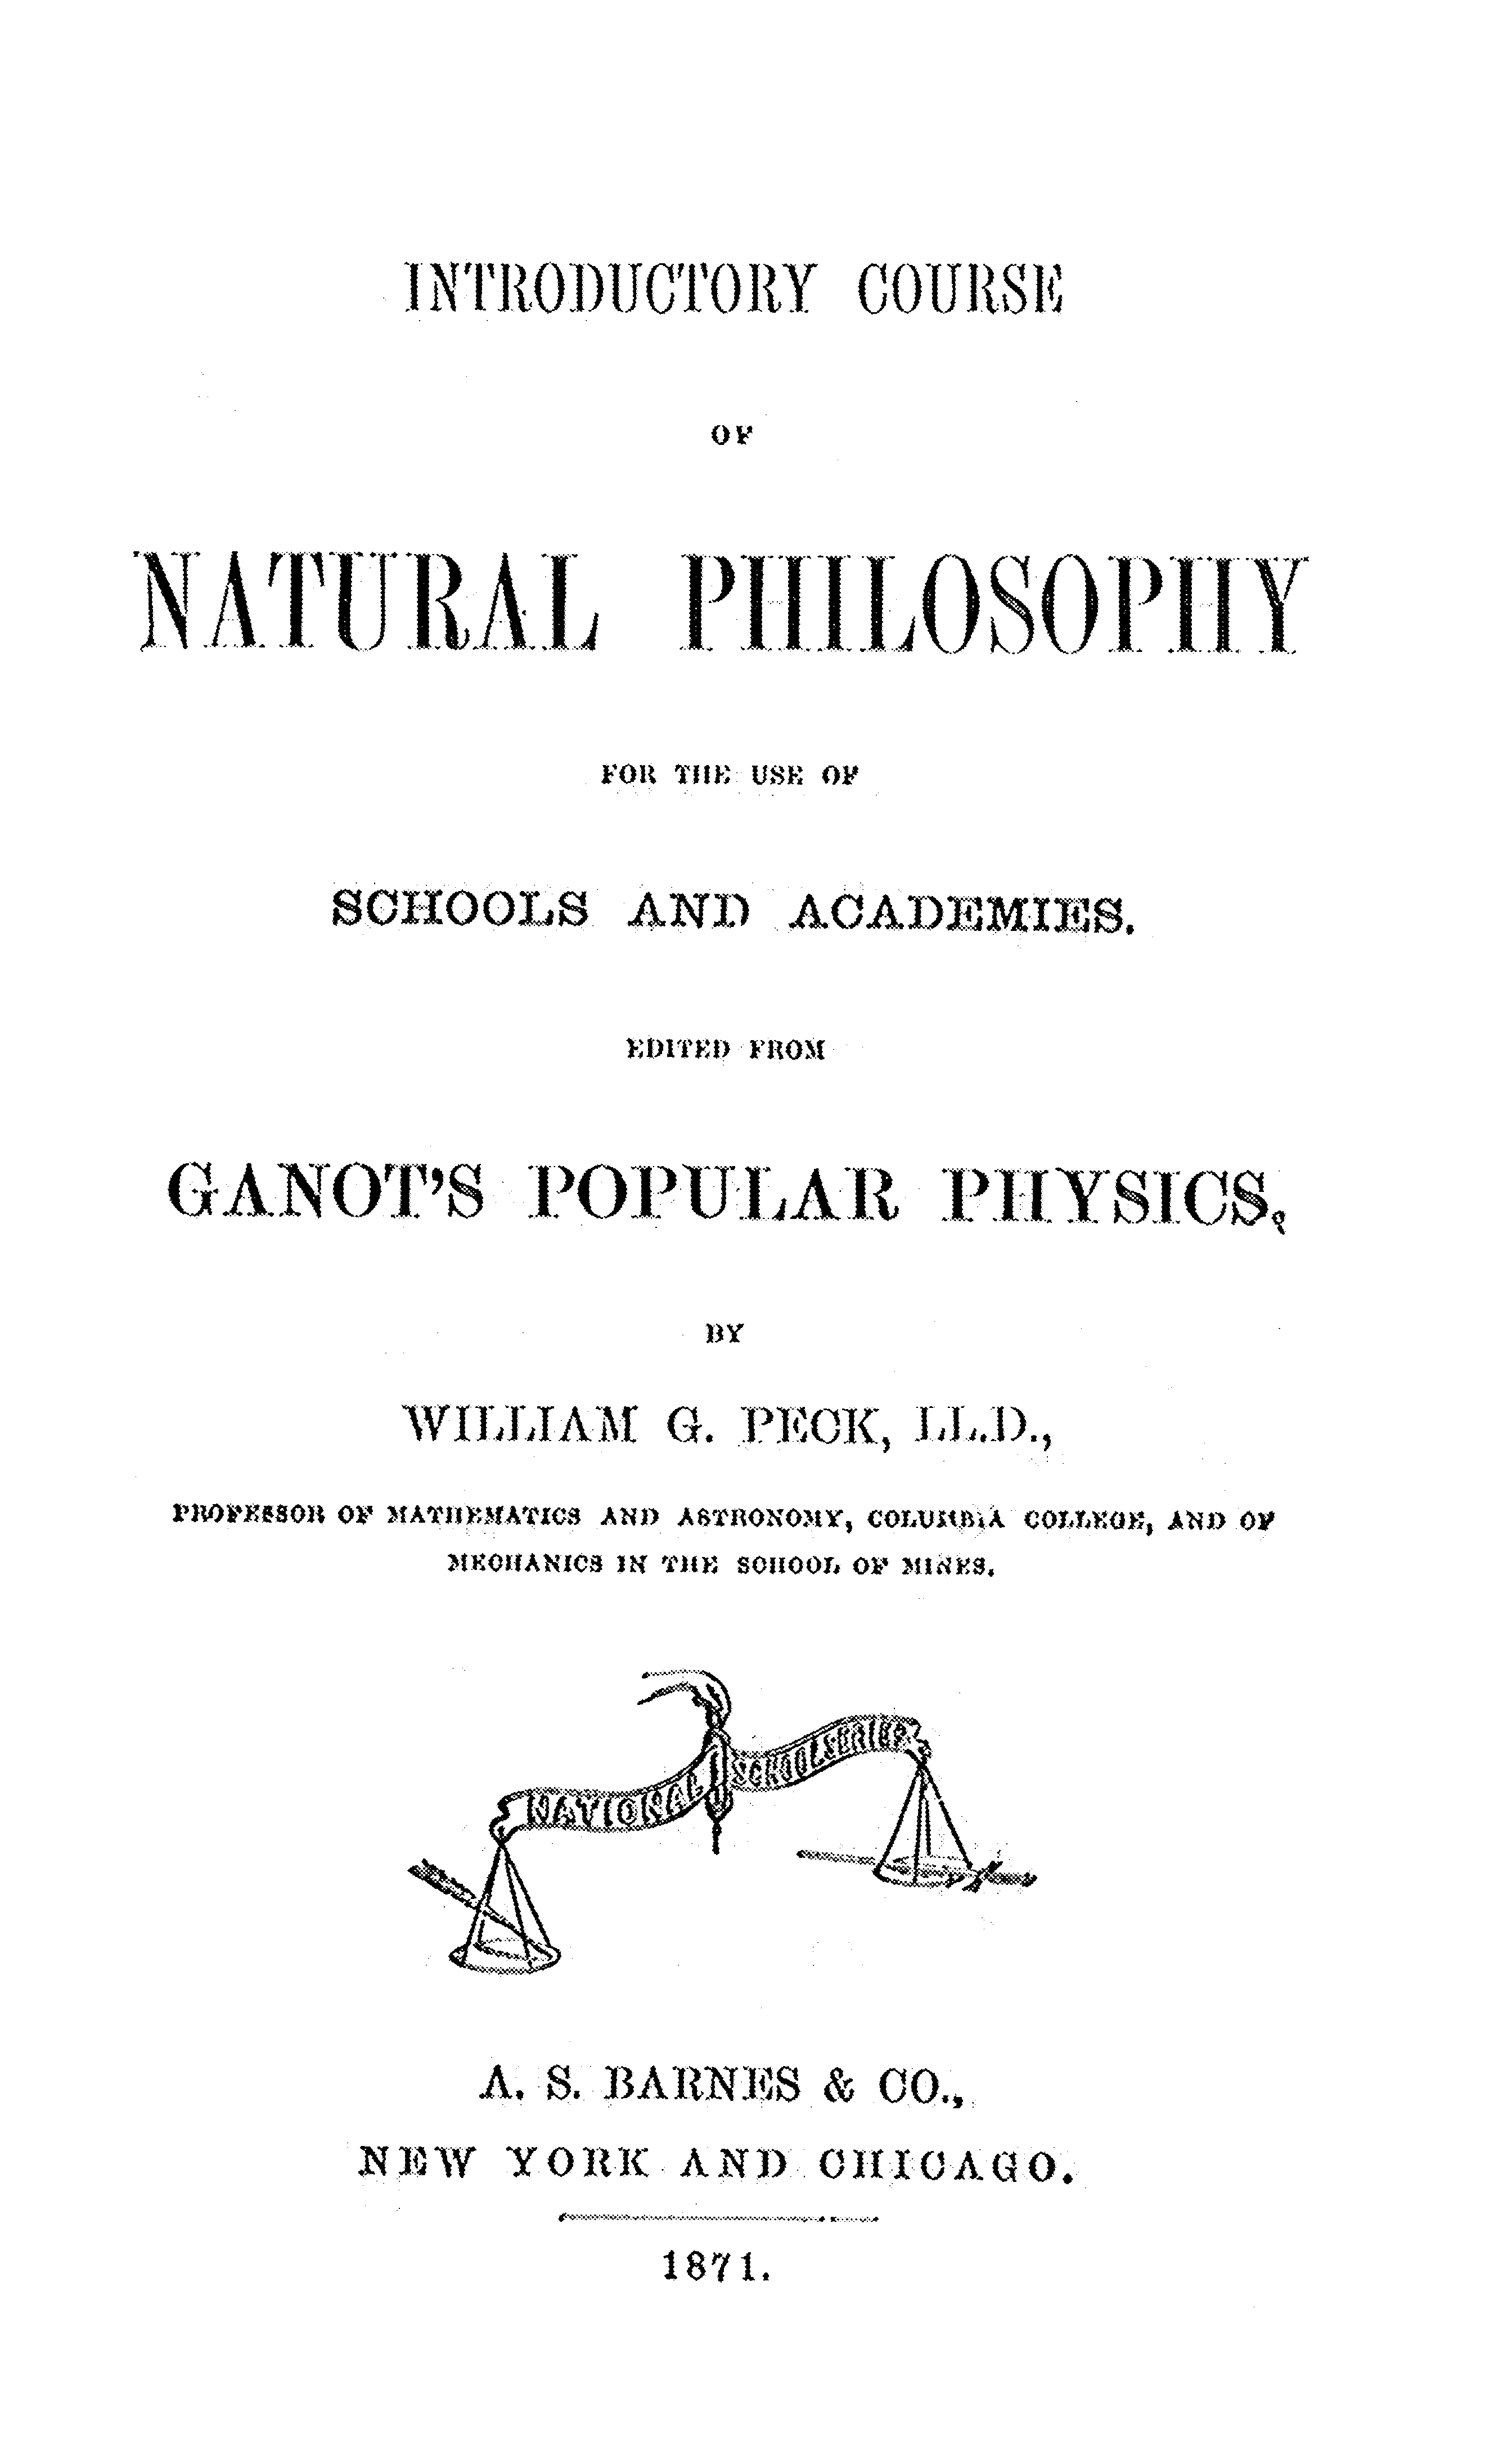 INTRODUCTORY COURSE
OF
NATURAL PHILOSOPHY
FOR THE USE OF
SCHOOLS AND ACADEMIES.
EDITED FROM
GANOT'S POPULAR PHYSICS,
BY
WILLIAM G. PECK, LL.D.,
PROFESSOR OF MATHEMATICS AND ASTRONOMY, COLUMBIA COLLEGE, AND OF
MECHANICS IN THE SCHOOL OF MINES.
NATIONAL SCHOOL SERIES
A. S. BARNES & CO.,
NEW YORK AND CHICAGO.
1871.